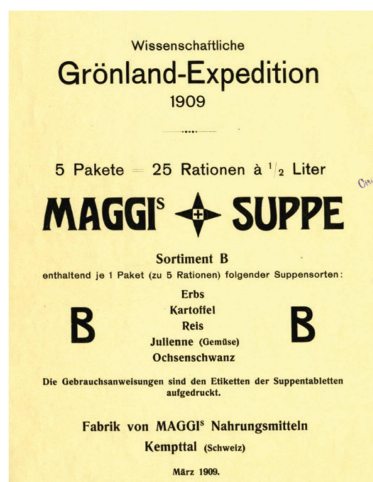 Wissenschaftliche
Grönland-Expedition
1909
5 Pakete = 25 Rationen à 1/2 Liter
MAGGIs SUPPE
Sortiment B
enthaltend je 1 Paket (zu 5 Rationen) folgender Suppensorten:
Erbs
Kartoffel
B Reis B
Julienne (Gemüse)
Ochsenschwanz
Die Gebrauchsanweisungen sind den Etiketten der Suppentabletten
aufgedruckt.
Fabrik von MAGGIs Nahrungsmitteln
Kempttal (Schweiz)
März 1909.